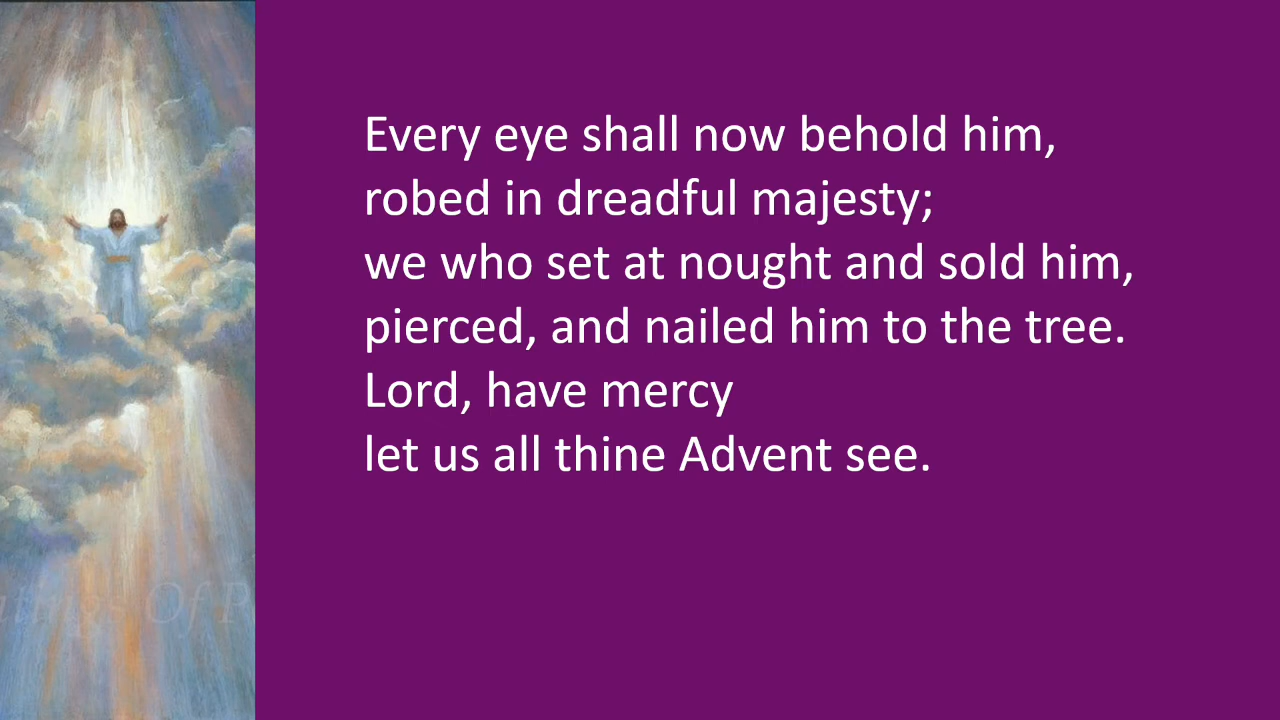 Every eye shall now behold him,
robed in dreadful majesty;
we who set at nought and sold him,
pierced, and nailed him to the tree.
Lord, have mercy
let us all thine Advent see.
Of